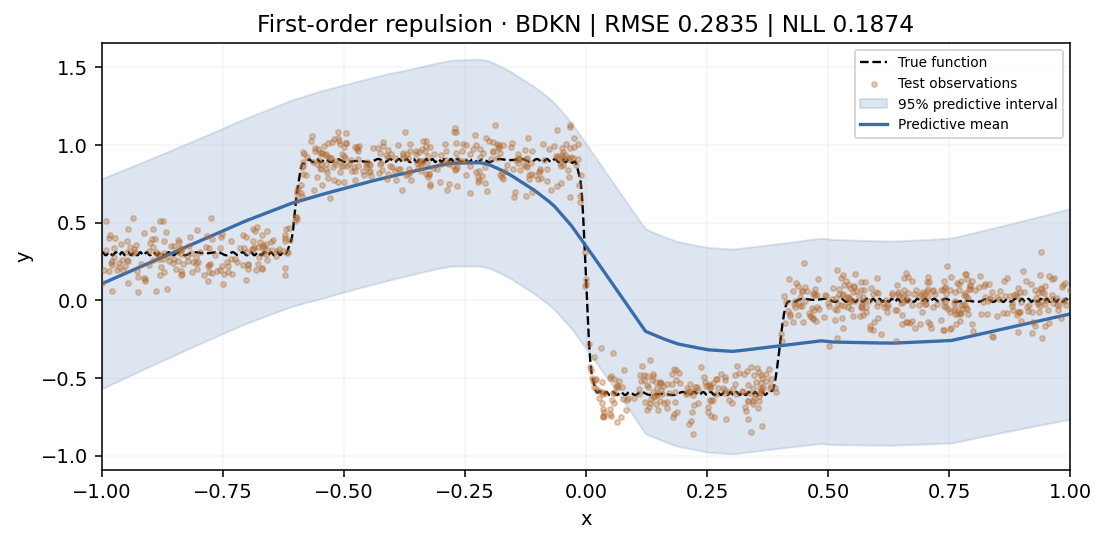 First-order repulsion · BDKN | RMSE 0.2835 | NLL 0.1874
True function
Test observations
95% predictive interval
Predictive mean
y
1.5
1.0
0.5
0.0
−0.5
−1.0
−1.00 −0.75 −0.50 −0.25 0.00 0.25 0.50 0.75 1.00
x